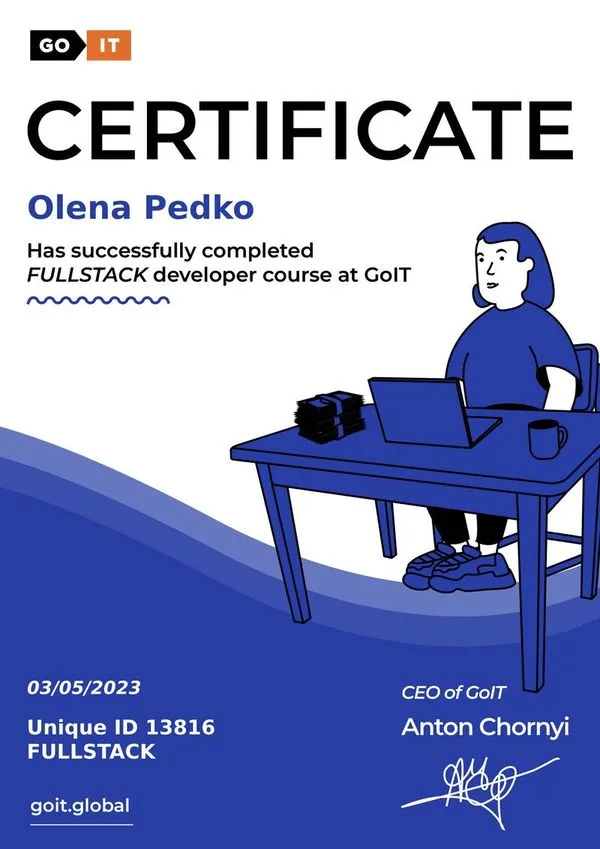 GO IT
CERTIFICATE
Olena Pedko
Has successfully completed
FULLSTACK developer course at GoIT
03/05/2023
Unique ID 13816
FULLSTACK
goit.global
CEO of GoIT
Anton Chornyi